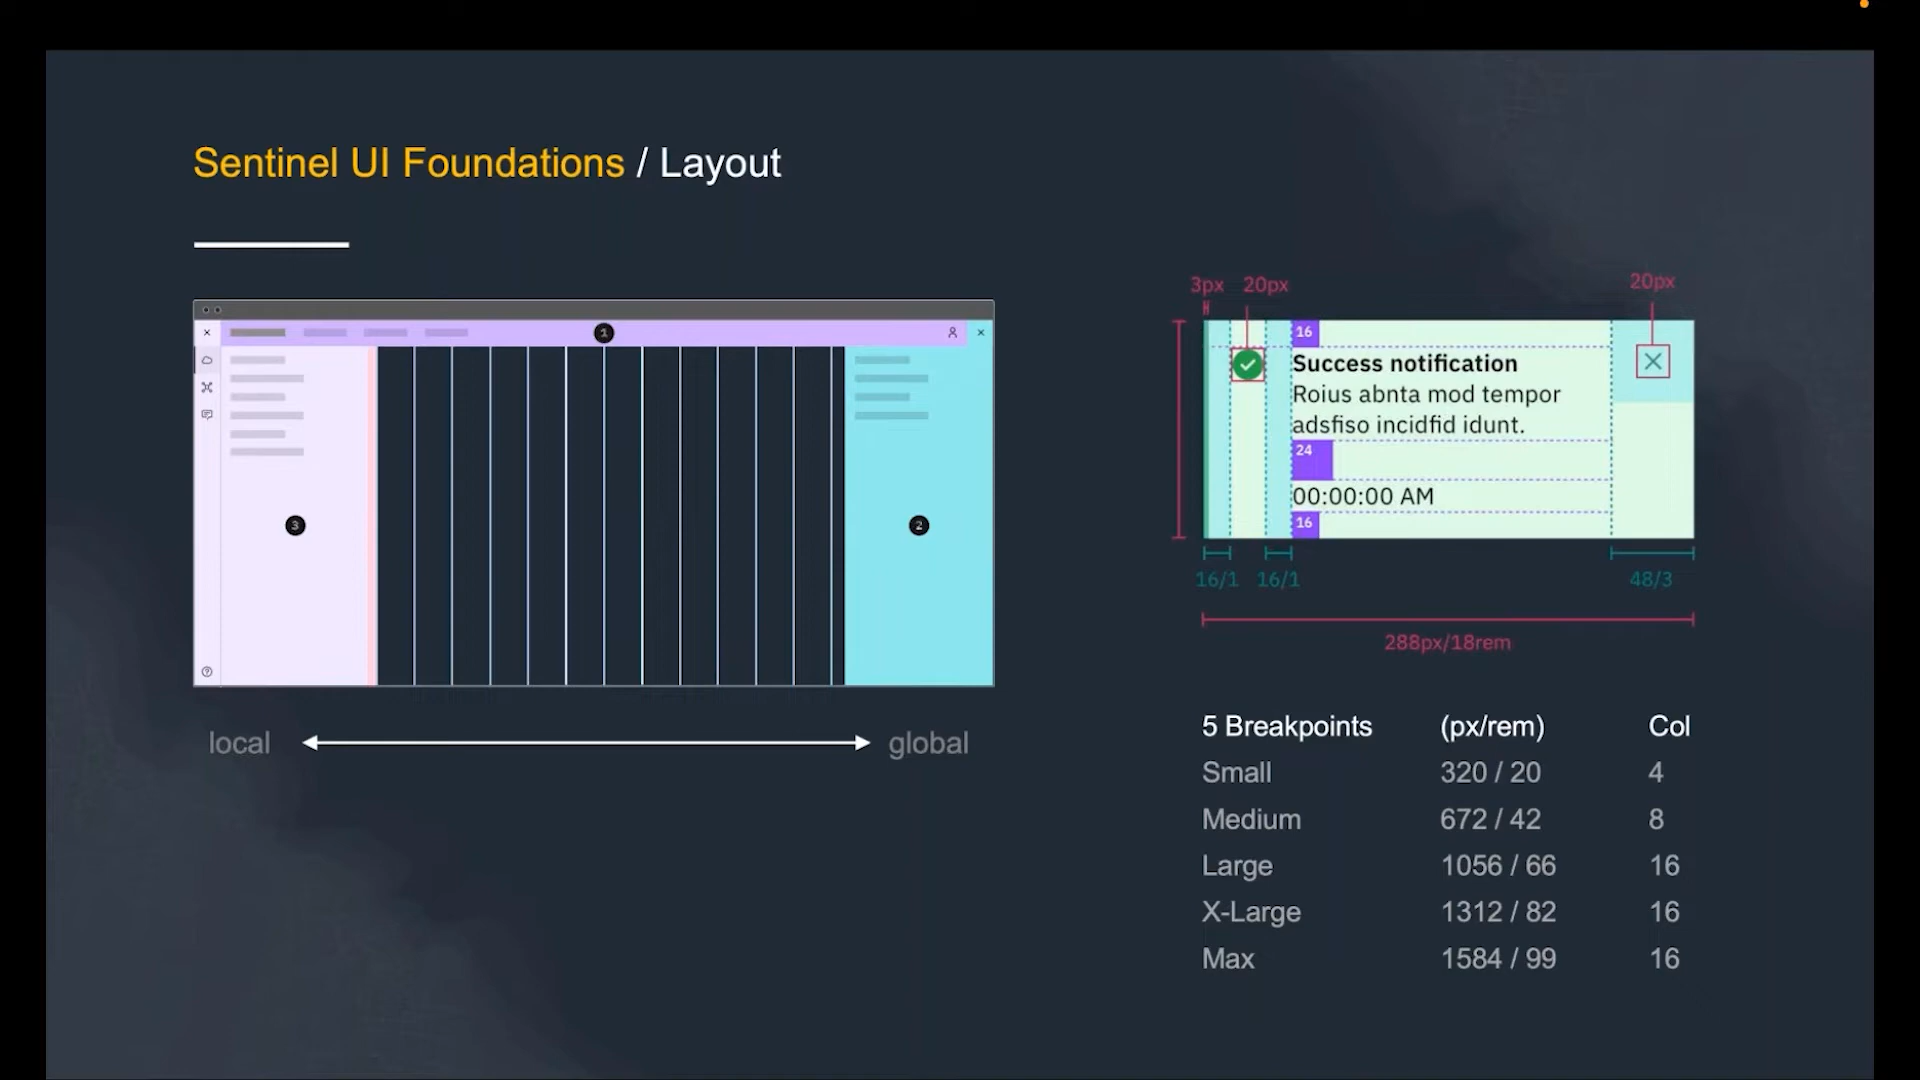 Sentinel UI Foundations / Layout
1
3
2
local
global
3px 20px 20px
16
Success notification
Roius abnta mod tempor
adsfiso incidfid idunt.
24
00:00:00 AM
16
16/1 16/1 48/3
288px/18rem
5 Breakpoints (px/rem) Col
Small 320 / 20 4
Medium 672 / 42 8
Large 1056 / 66 16
X-Large 1312 / 82 16
Max 1584 / 99 16